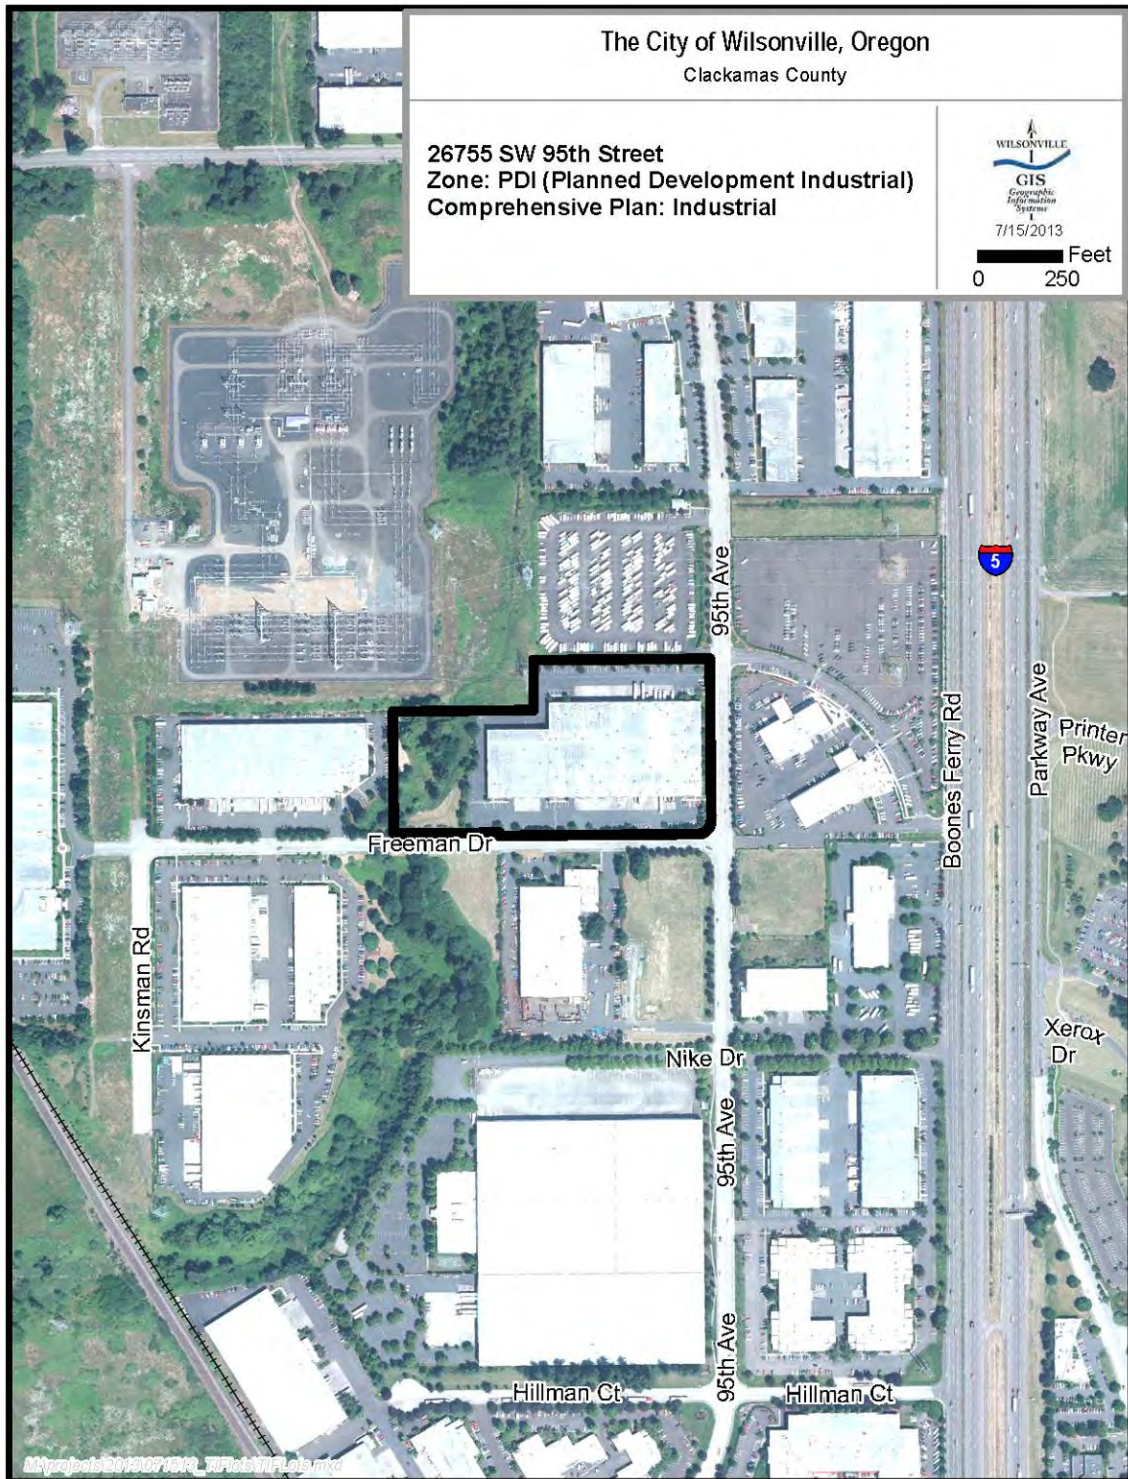 The City of Wilsonville, Oregon
Clackamas County
26755 SW 95th Street
Zone: PDI (Planned Development Industrial)
Comprehensive Plan: Industrial
WILSONVILLE
GIS
Geographic
Information
Systems
7/15/2013
Feet
0 250
95th Ave
5
Boones Ferry Rd
Parkway Ave
Printer
Pkwy
Freeman Dr
Kinsman Rd
Nike Dr
Xerox
Dr
95th Ave
95th Ave
Hillman Ct
Hillman Ct